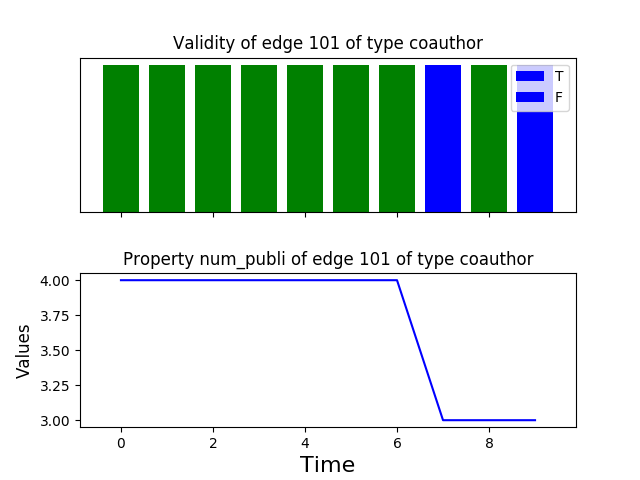 Validity of edge 101 of type coauthor
T
F
Property num_publi of edge 101 of type coauthor
4.00
3.75
3.50
3.25
3.00
Values
0 2 4 6 8
Time